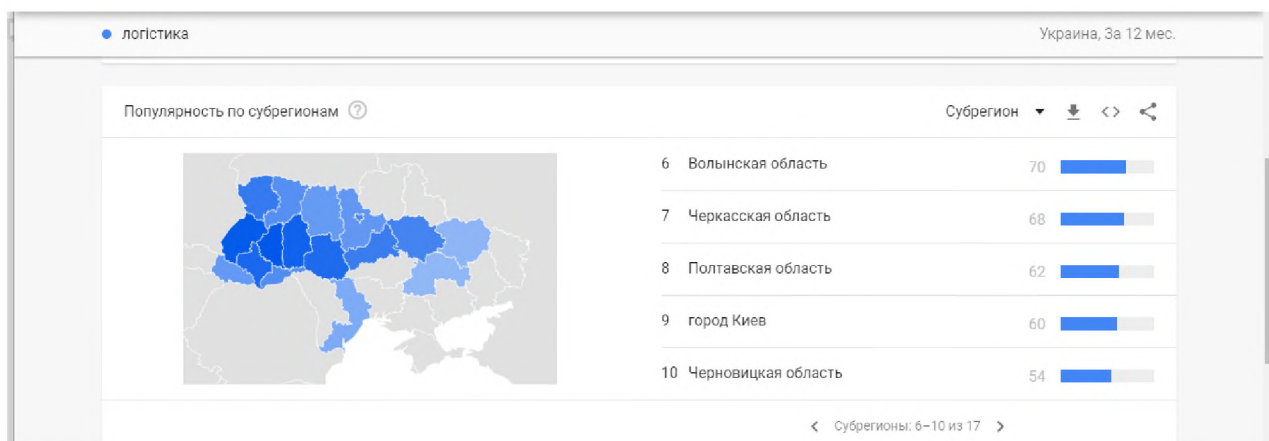 логістика
Украина, За 12 мес.
Популярность по субрегионам ?
Субрегион
6 Волынская область 70
7 Черкасская область 68
8 Полтавская область 62
9 город Киев 60
10 Черновицкая область 54
< Субрегионы: 6–10 из 17 >